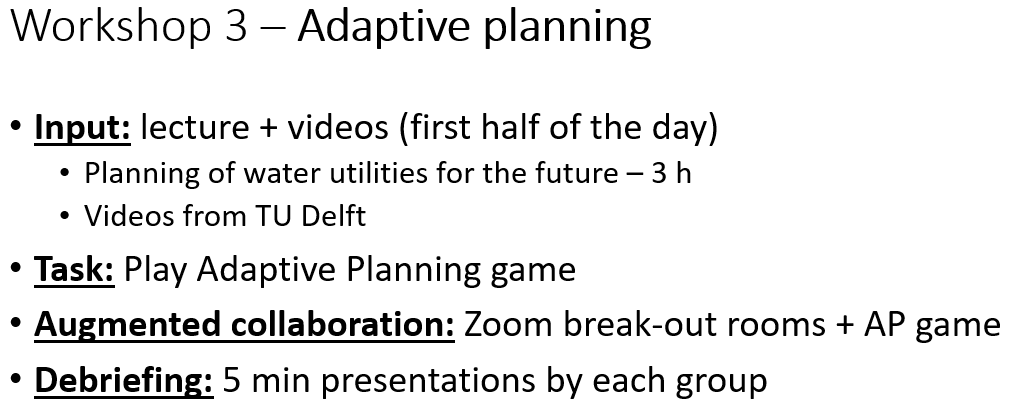 Workshop 3 – Adaptive planning
• Input: lecture + videos (first half of the day)
• Planning of water utilities for the future – 3 h
• Videos from TU Delft
• Task: Play Adaptive Planning game
• Augmented collaboration: Zoom break-out rooms + AP game
• Debriefing: 5 min presentations by each group